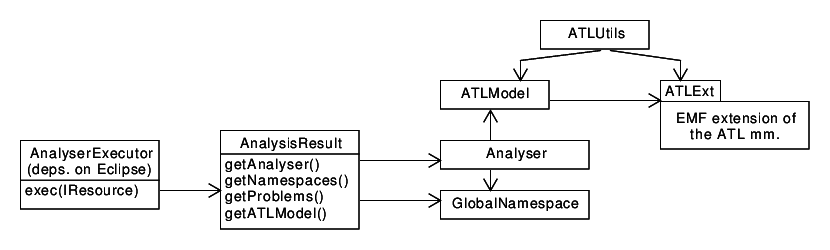 ATLUtils
ATLModel
ATLExt
EMF extension of
the ATL mm.
AnalyserExecutor
(deps. on Eclipse)
exec(IResource)
AnalysisResult
getAnalyser()
getNamespaces()
getProblems()
getATLModel()
Analyser
GlobalNamespace